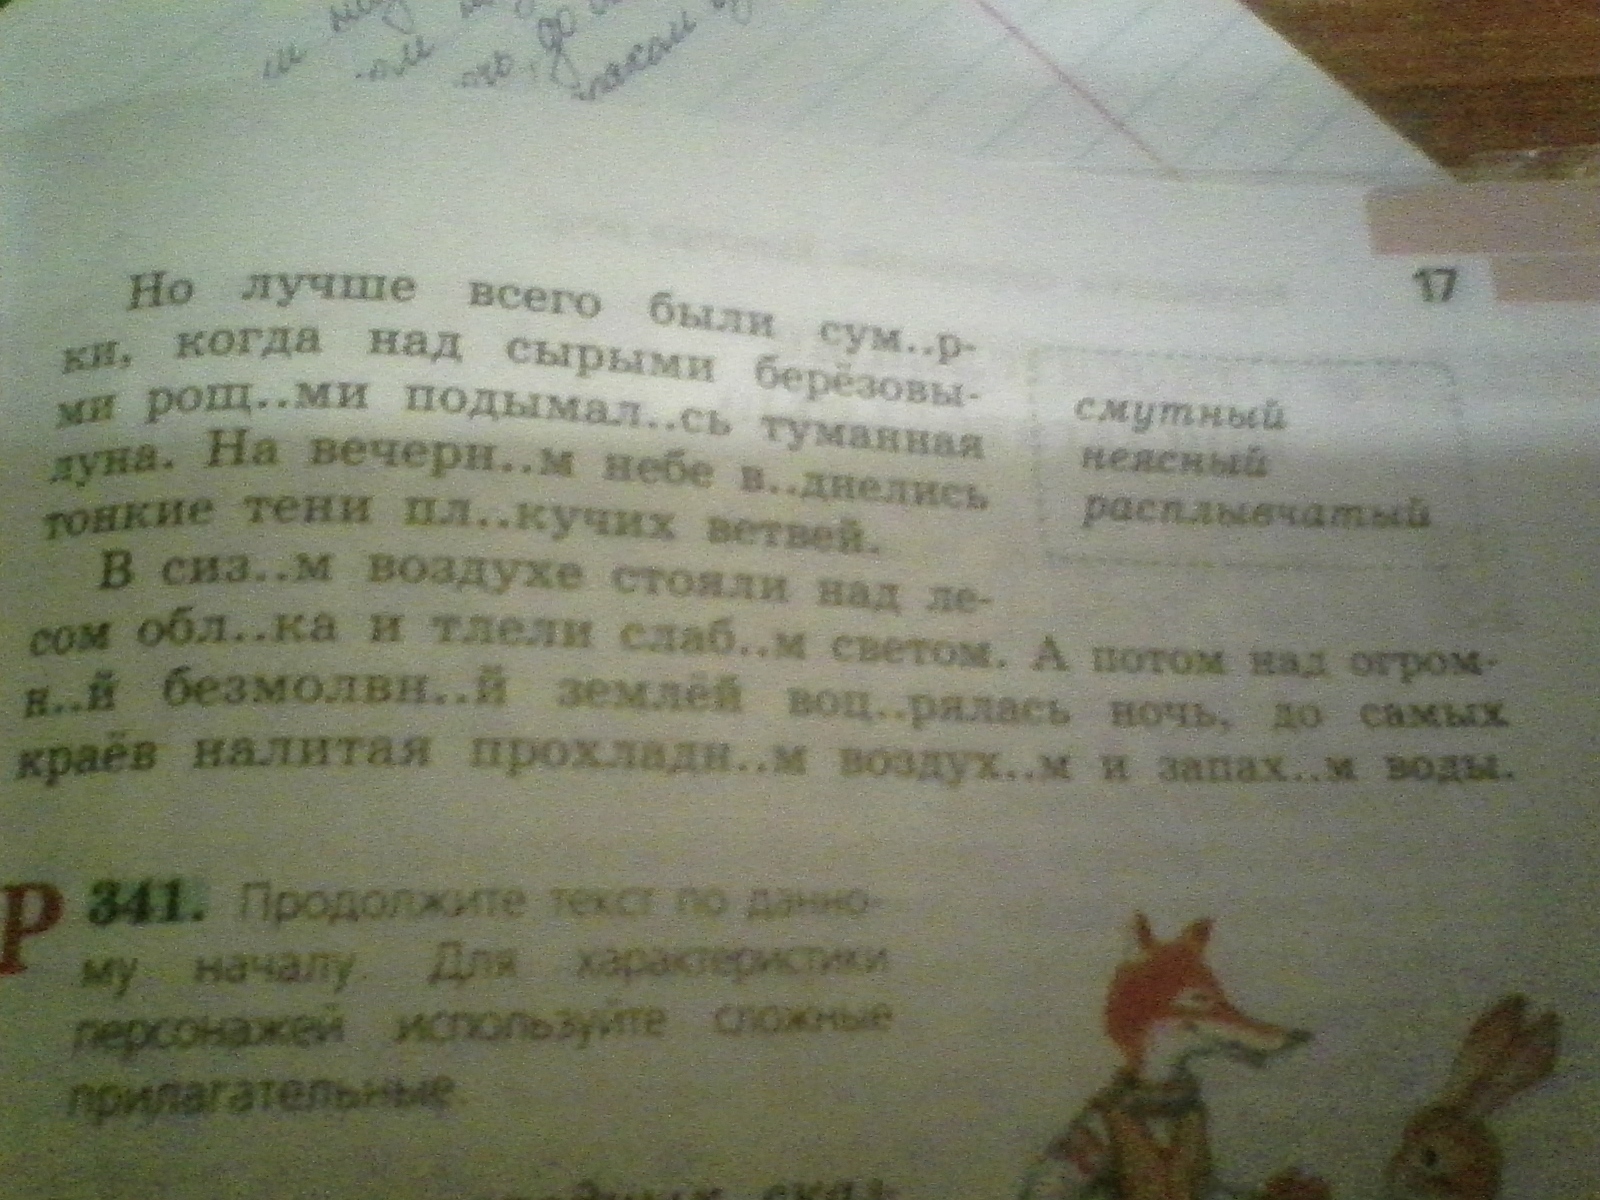 17
Но лучше всего были сум..р-
ки, когда над сырыми берёзовы-
ми рощ..ми подымал..сь туманная
луна. На вечерн..м небе в..днелись
тонкие тени пл..кучих ветвей.
смутный
неясный
расплывчатый
В сиз..м воздухе стояли над ле-
сом обл..ка и тлели слаб..м светом. А потом над огром-
н..й безмолвн..й землёй воц..рялась ночь, до самых
краёв налитая прохладн..м воздух..м и запах..м воды.
Р 341. Продолжите текст по данно-
му началу. Для характеристики
персонажей используйте сложные
прилагательные.